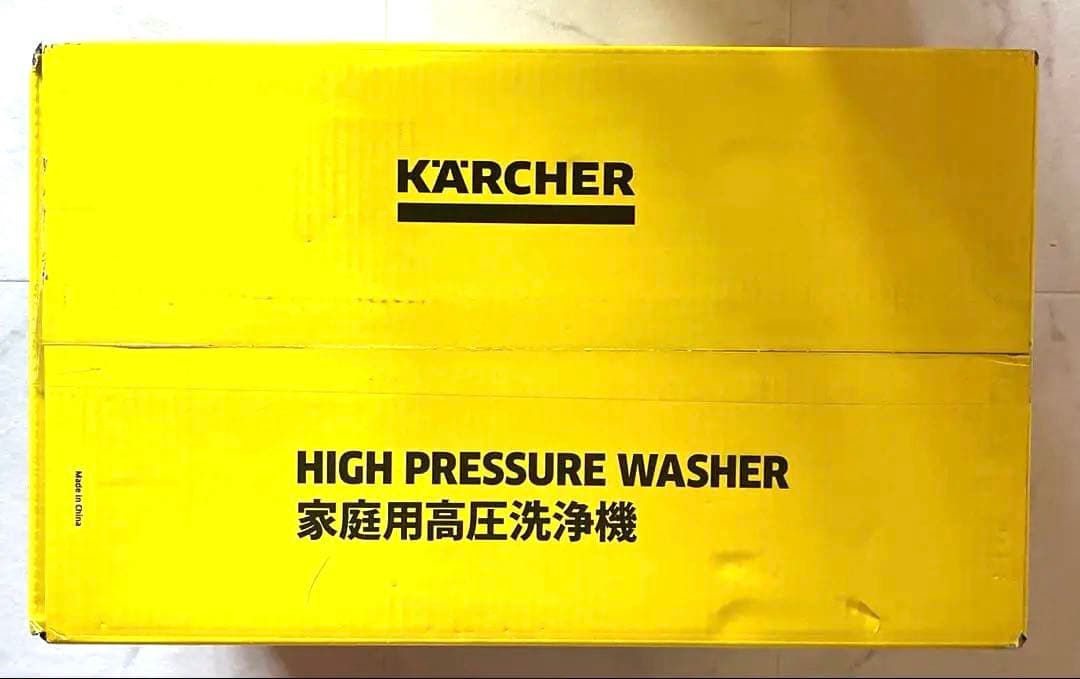 KÄRCHER
HIGH PRESSURE WASHER
家庭用高圧洗浄機
Made in China